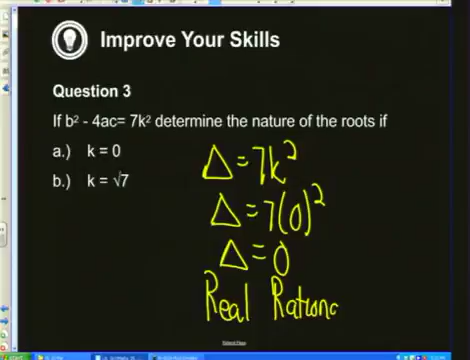 Improve Your Skills
Question 3
If b² - 4ac= 7k² determine the nature of the roots if
a.) k = 0
b.) k = √7
Δ = 7k²
Δ = 7(0)²
Δ = 0
Real Rationa